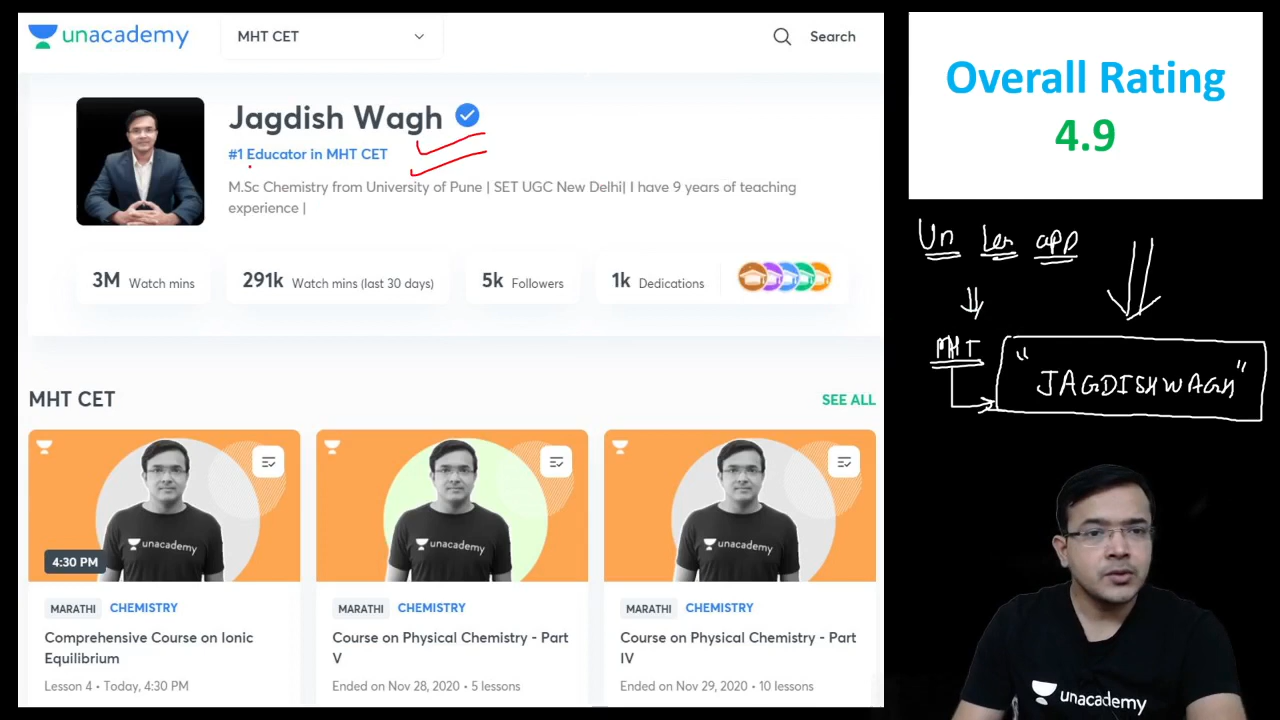 unacademy
MHT CET
Search
Jagdish Wagh
#1 Educator in MHT CET
M.Sc Chemistry from University of Pune | SET UGC New Delhi| I have 9 years of teaching
experience |
3M Watch mins
291k Watch mins (last 30 days)
5k Followers
1k Dedications
MHT CET
SEE ALL
unacademy
4:30 PM
MARATHI CHEMISTRY
Comprehensive Course on Ionic
Equilibrium
Lesson 4 • Today, 4:30 PM
unacademy
MARATHI CHEMISTRY
Course on Physical Chemistry - Part
V
Ended on Nov 28, 2020 • 5 lessons
unacademy
MARATHI CHEMISTRY
Course on Physical Chemistry - Part
IV
Ended on Nov 29, 2020 • 10 lessons
Overall Rating
4.9
Un Ler app
MHT
"JAGDISHWAGH"
unacademy